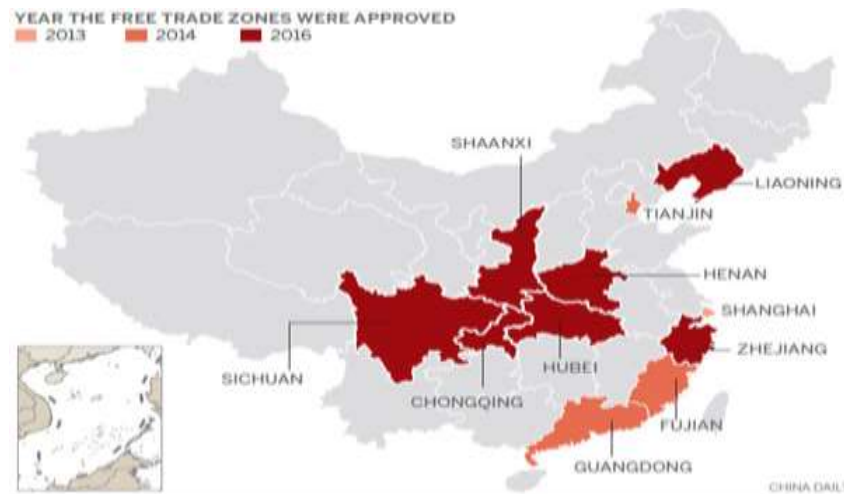 YEAR THE FREE TRADE ZONES WERE APPROVED
2013 2014 2016
SHAANXI
LIAONING
TIANJIN
HENAN
SHANGHAI
ZHEJIANG
HUBEI
SICHUAN
CHONGQING
FUJIAN
GUANGDONG
CHINA DAIL